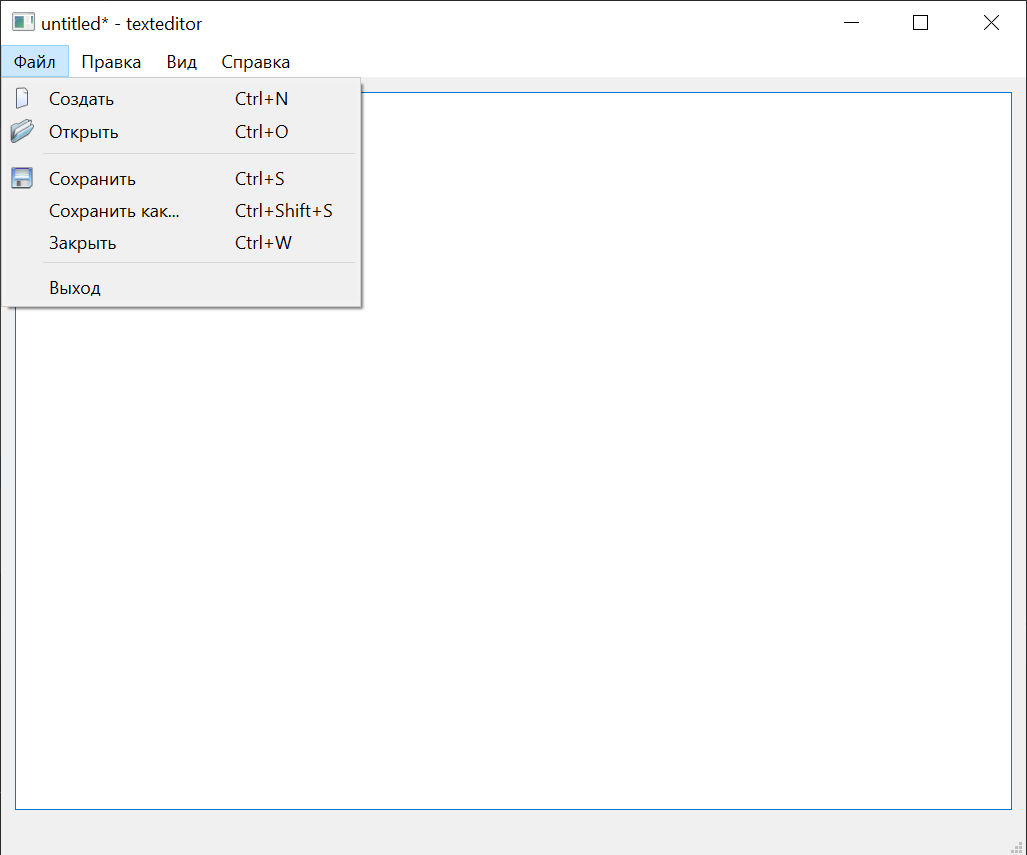 untitled* - texteditor
Файл Правка Вид Справка
Создать Ctrl+N
Открыть Ctrl+O
Сохранить Ctrl+S
Сохранить как... Ctrl+Shift+S
Закрыть Ctrl+W
Выход